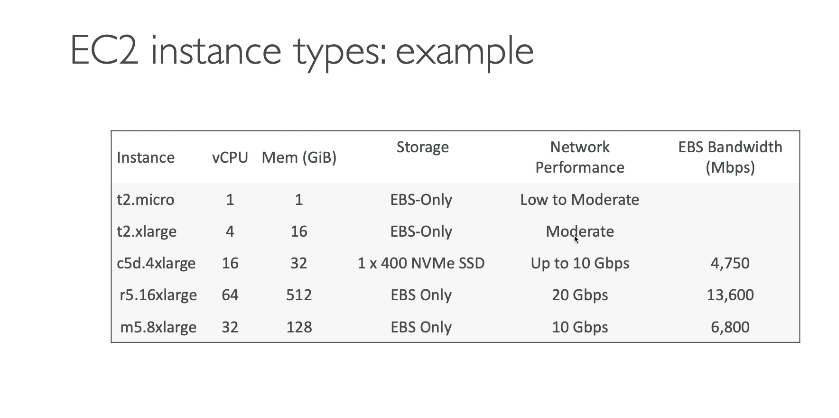 EC2 instance types: example
Instance vCPU Mem (GiB) Storage Network Performance EBS Bandwidth (Mbps)
t2.micro 1 1 EBS-Only Low to Moderate
t2.xlarge 4 16 EBS-Only Moderate
c5d.4xlarge 16 32 1 x 400 NVMe SSD Up to 10 Gbps 4,750
r5.16xlarge 64 512 EBS Only 20 Gbps 13,600
m5.8xlarge 32 128 EBS Only 10 Gbps 6,800